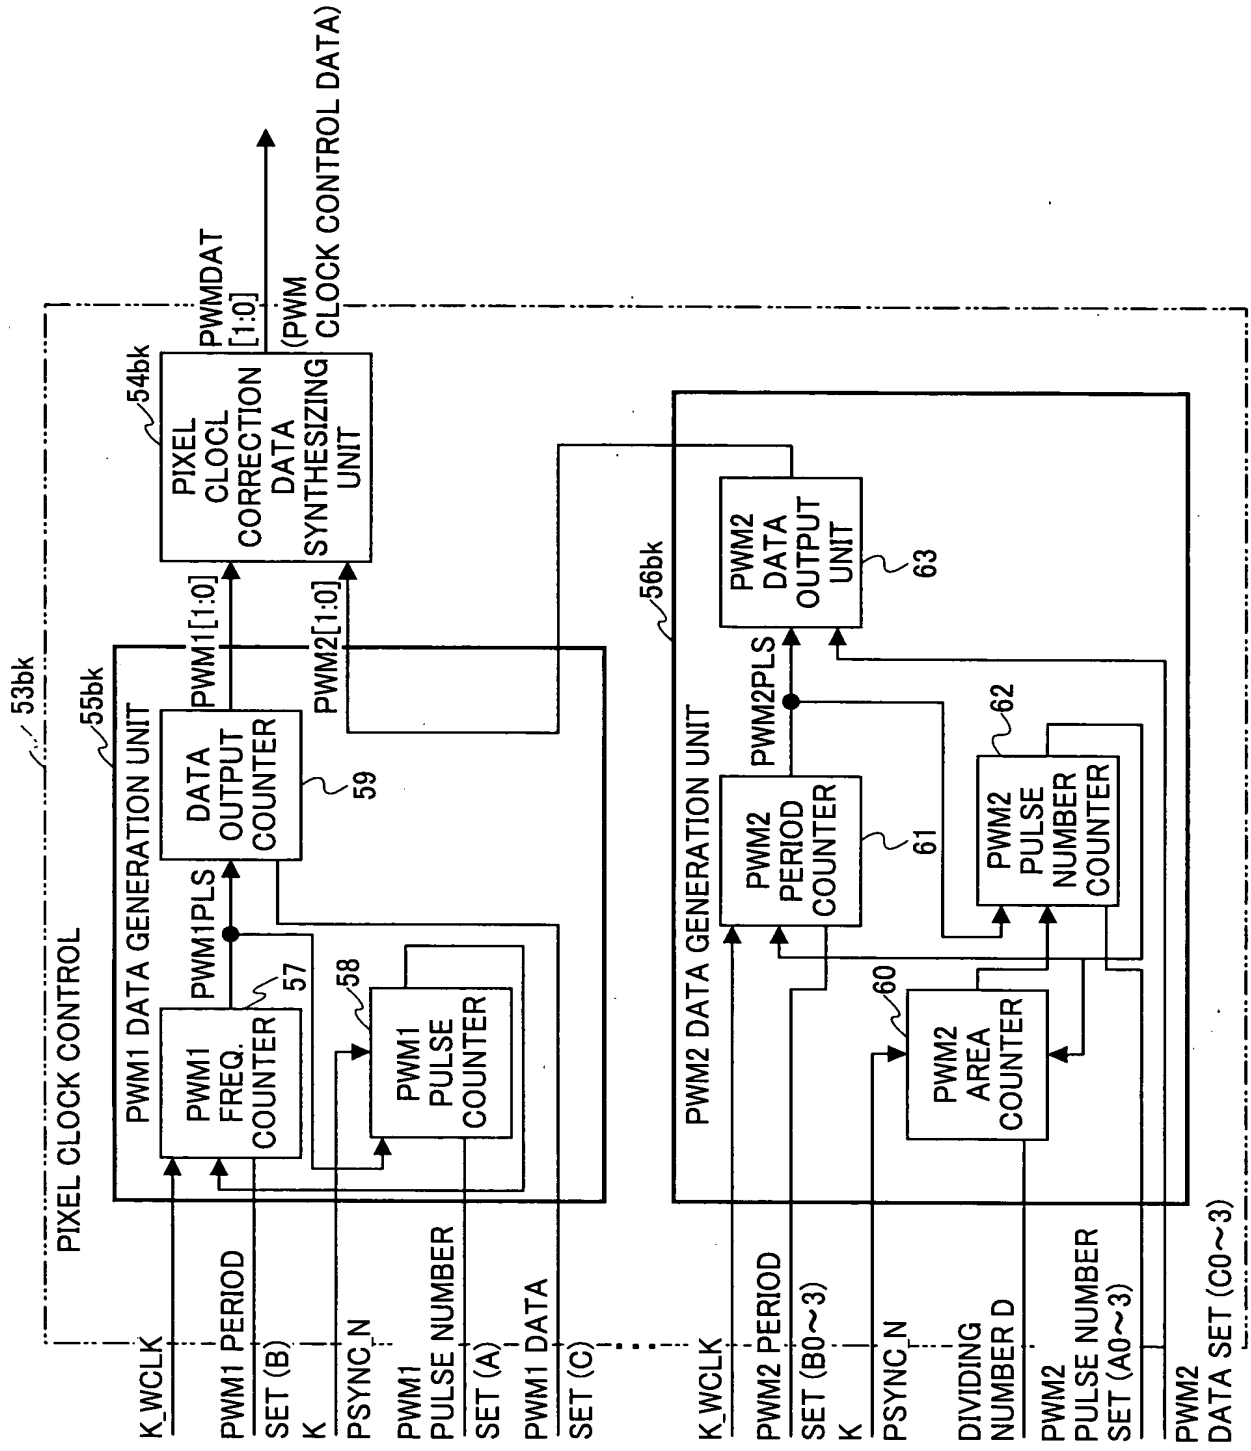 53bk
PIXEL CLOCK CONTROL
55bk
PWM1 DATA GENERATION UNIT
K_WCLK
PWM1 PERIOD
SET (B)
K
PSYNC_N
PWM1
PULSE NUMBER
SET (A)
PWM1 DATA
SET (C)
PWM1
FREQ.
COUNTER
57
PWM1PLS
PWM1
PULSE
COUNTER
58
DATA
OUTPUT
COUNTER
59
PWM1[1:0]
PWM2[1:0]
54bk
PIXEL
CLOCL
CORRECTION
DATA
SYNTHESIZING
UNIT
PWMDAT
[1:0]
(PWM
CLOCK CONTROL DATA)
56bk
PWM2 DATA GENERATION UNIT
K_WCLK
PWM2 PERIOD
SET (B0~3)
K
PSYNC_N
DIVIDING
NUMBER D
PWM2
PULSE NUMBER
SET (A0~3)
PWM2
DATA SET (C0~3)
PWM2
AREA
COUNTER
60
PWM2
PERIOD
COUNTER
61
PWM2PLS
PWM2
PULSE
NUMBER
COUNTER
62
PWM2
DATA
OUTPUT
UNIT
63